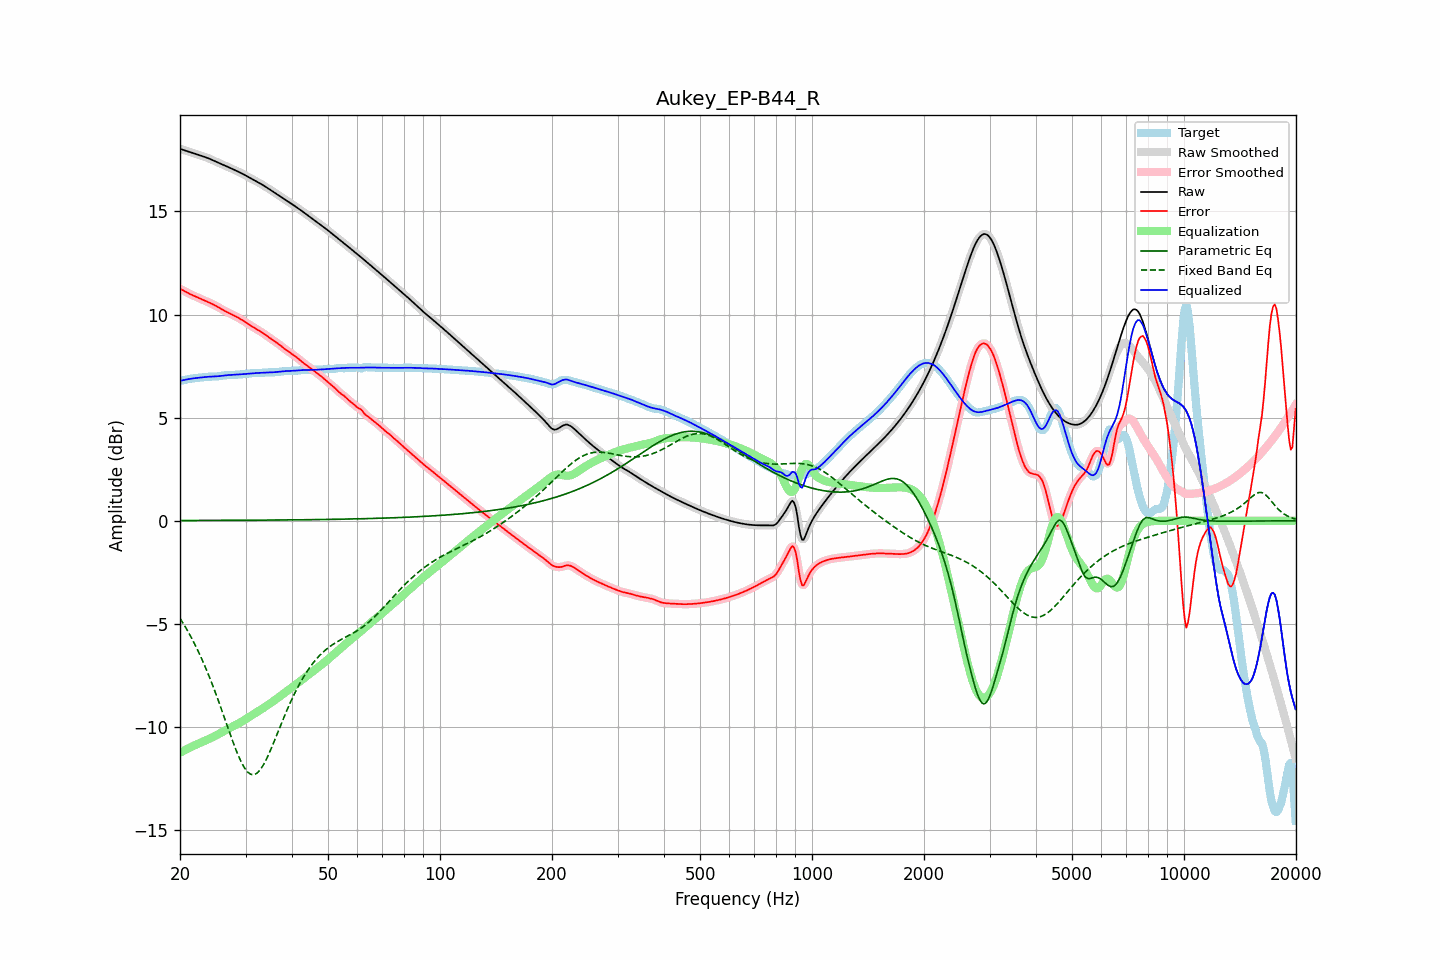 Aukey_EP-B44_R
Target
Raw Smoothed
Error Smoothed
Raw
Error
Equalization
Parametric Eq
Fixed Band Eq
Equalized
Amplitude (dBr)
15
10
5
0
−5
−10
−15
20 50 100 200 500 1000 2000 5000 10000 20000
Frequency (Hz)